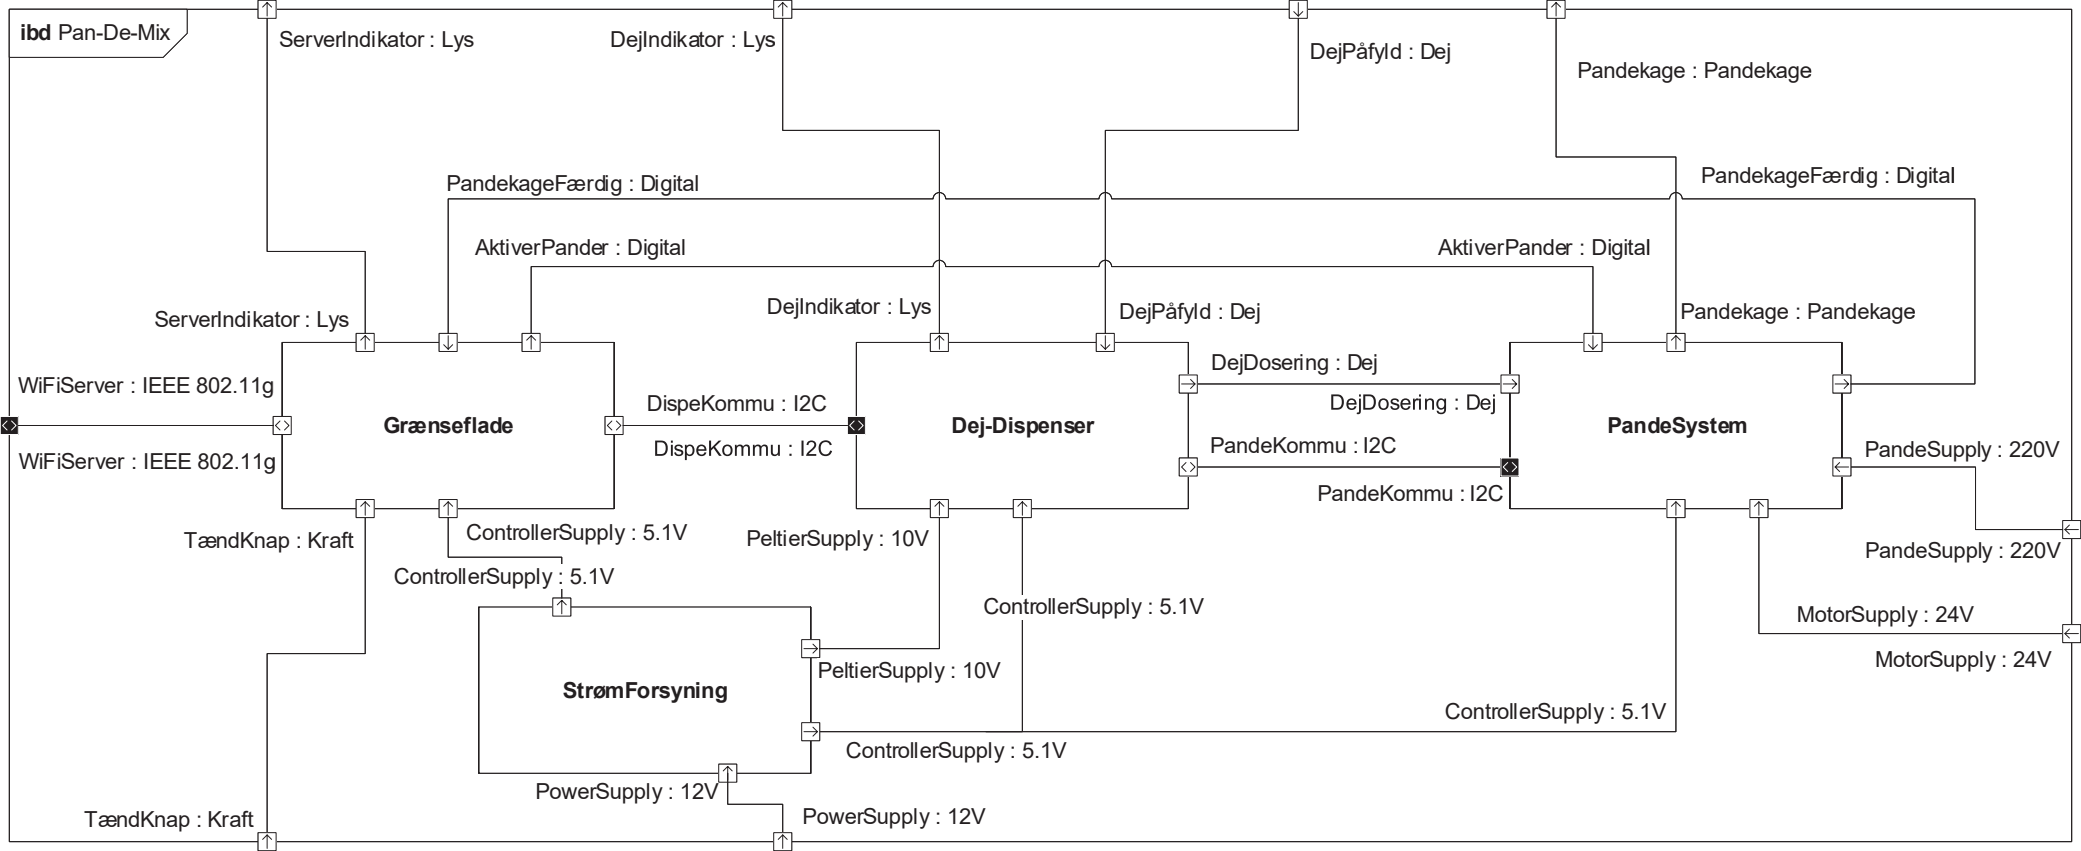 ibd Pan-De-Mix
ServerIndikator : Lys
DejIndikator : Lys
DejPåfyld : Dej
Pandekage : Pandekage
PandekageFærdig : Digital
PandekageFærdig : Digital
AktiverPander : Digital
AktiverPander : Digital
ServerIndikator : Lys
DejIndikator : Lys
DejPåfyld : Dej
Pandekage : Pandekage
WiFiServer : IEEE 802.11g
WiFiServer : IEEE 802.11g
Grænseflade
DispeKommu : I2C
DispeKommu : I2C
Dej-Dispenser
DejDosering : Dej
DejDosering : Dej
PandeKommu : I2C
PandeKommu : I2C
PandeSystem
PandeSupply : 220V
PandeSupply : 220V
TændKnap : Kraft
ControllerSupply : 5.1V
ControllerSupply : 5.1V
PeltierSupply : 10V
ControllerSupply : 5.1V
MotorSupply : 24V
MotorSupply : 24V
StrømForsyning
PeltierSupply : 10V
ControllerSupply : 5.1V
ControllerSupply : 5.1V
PowerSupply : 12V
PowerSupply : 12V
TændKnap : Kraft